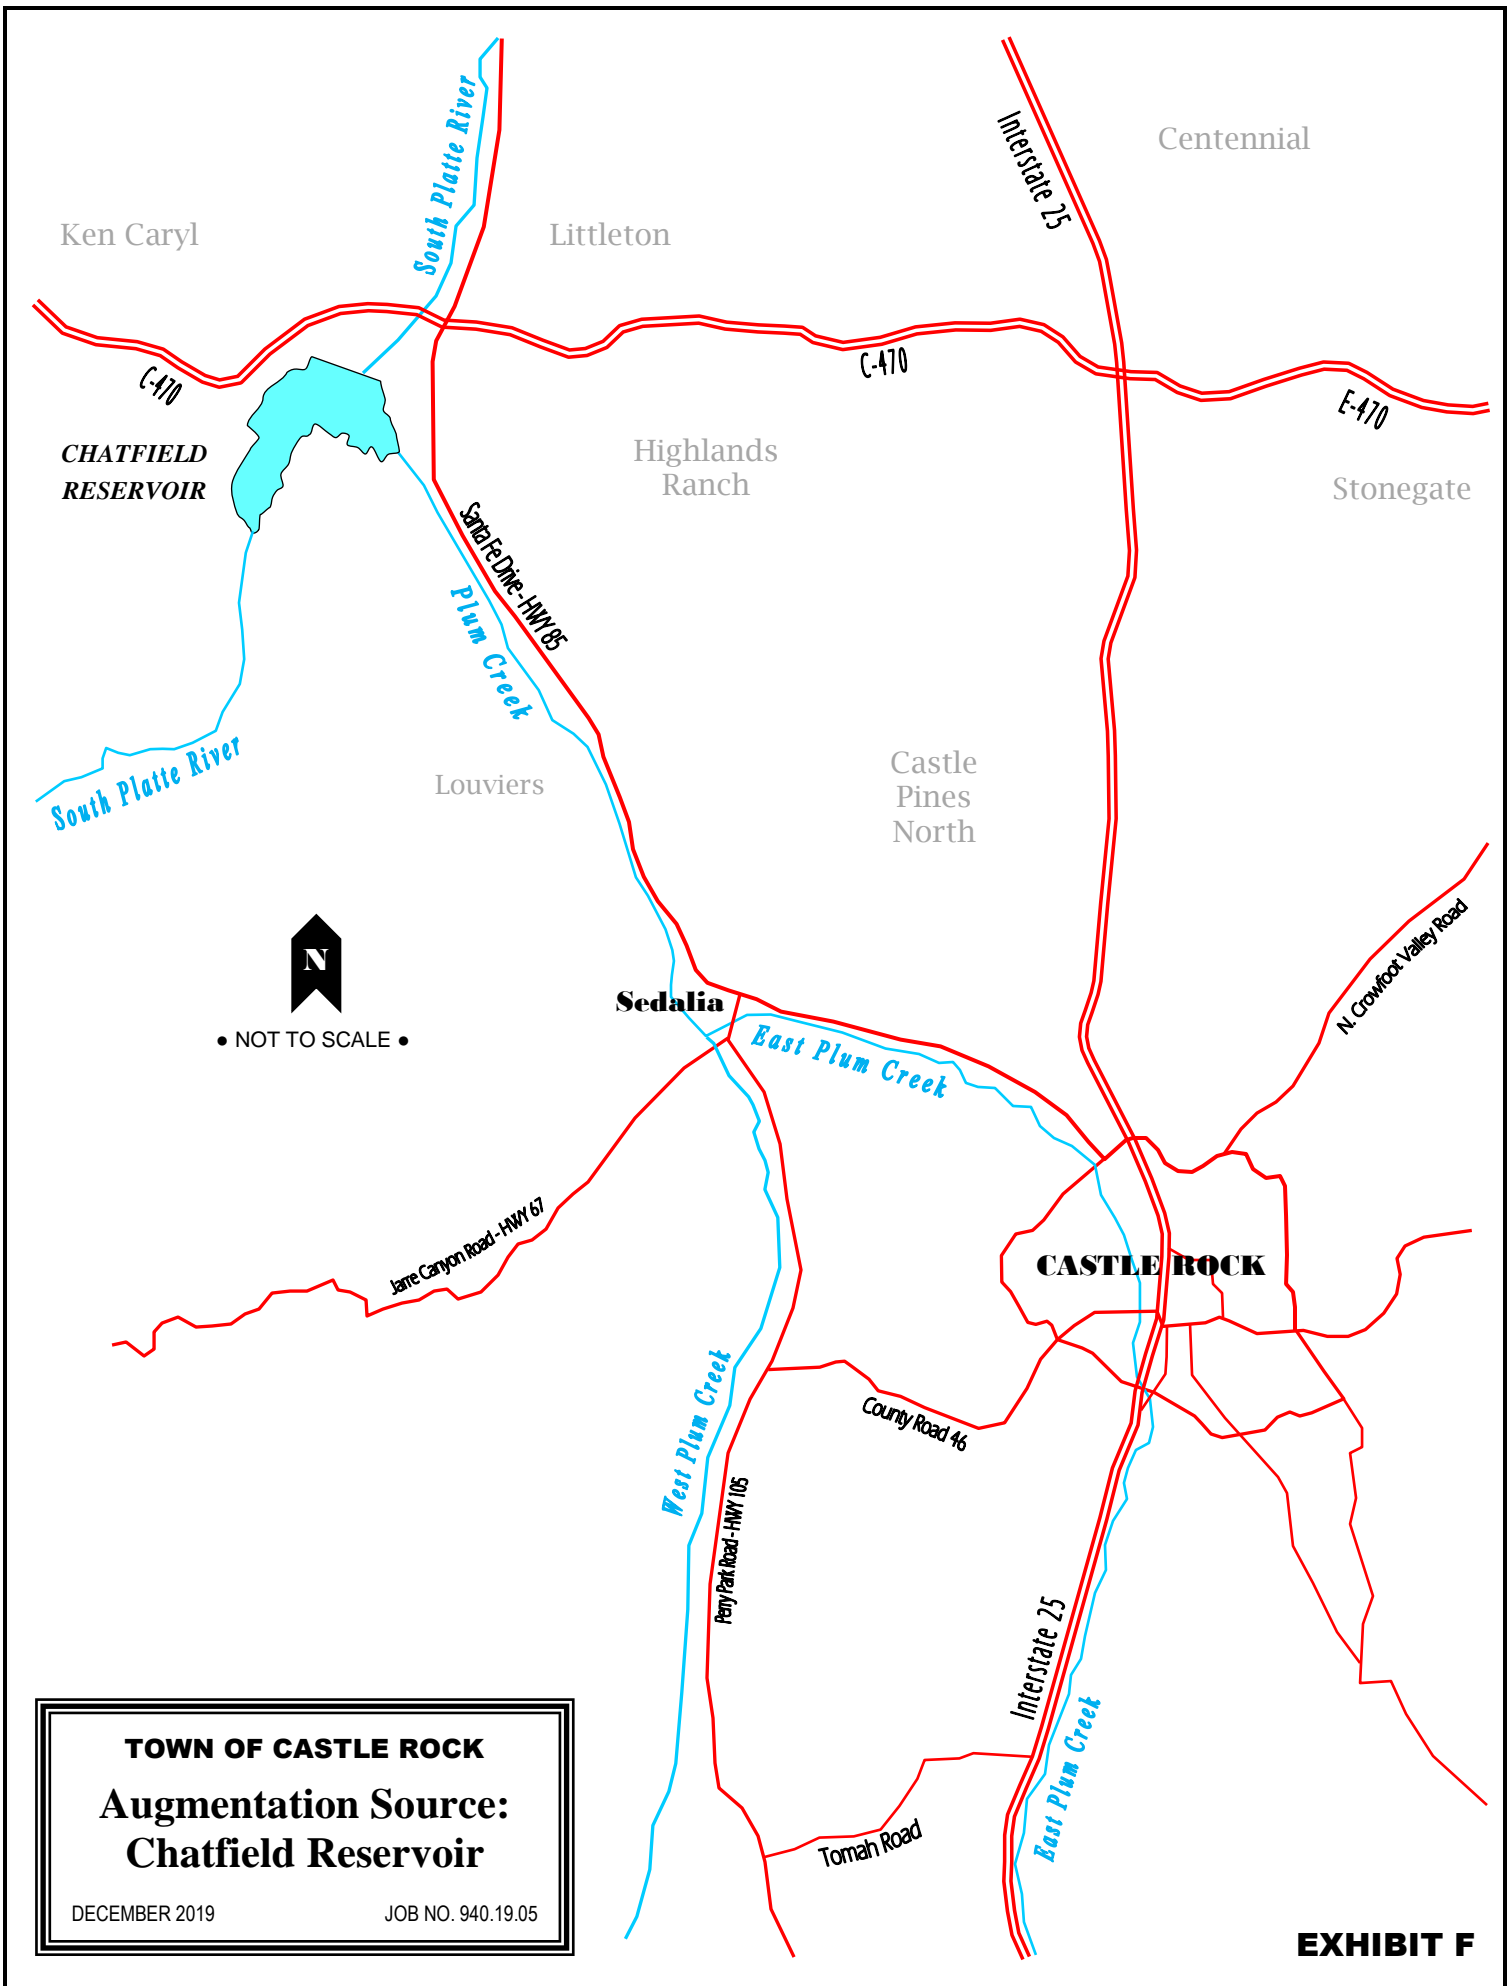 South Platte River
Interstate 25
Centennial
Ken Caryl
Littleton
C-470
C-470
E-470
CHATFIELD
RESERVOIR
Highlands
Ranch
Stonegate
Santa Fe Drive - HWY 85
Plum Creek
South Platte River
Louviers
Castle
Pines
North
N. Crowfoot Valley Road
N
• NOT TO SCALE •
Sedalia
East Plum Creek
Jarre Canyon Road - HWY 67
CASTLE ROCK
West Plum Creek
County Road 46
Perry Park Road - HWY 105
Interstate 25
East Plum Creek
Tomah Road
TOWN OF CASTLE ROCK
Augmentation Source:
Chatfield Reservoir
DECEMBER 2019 JOB NO. 940.19.05
EXHIBIT F